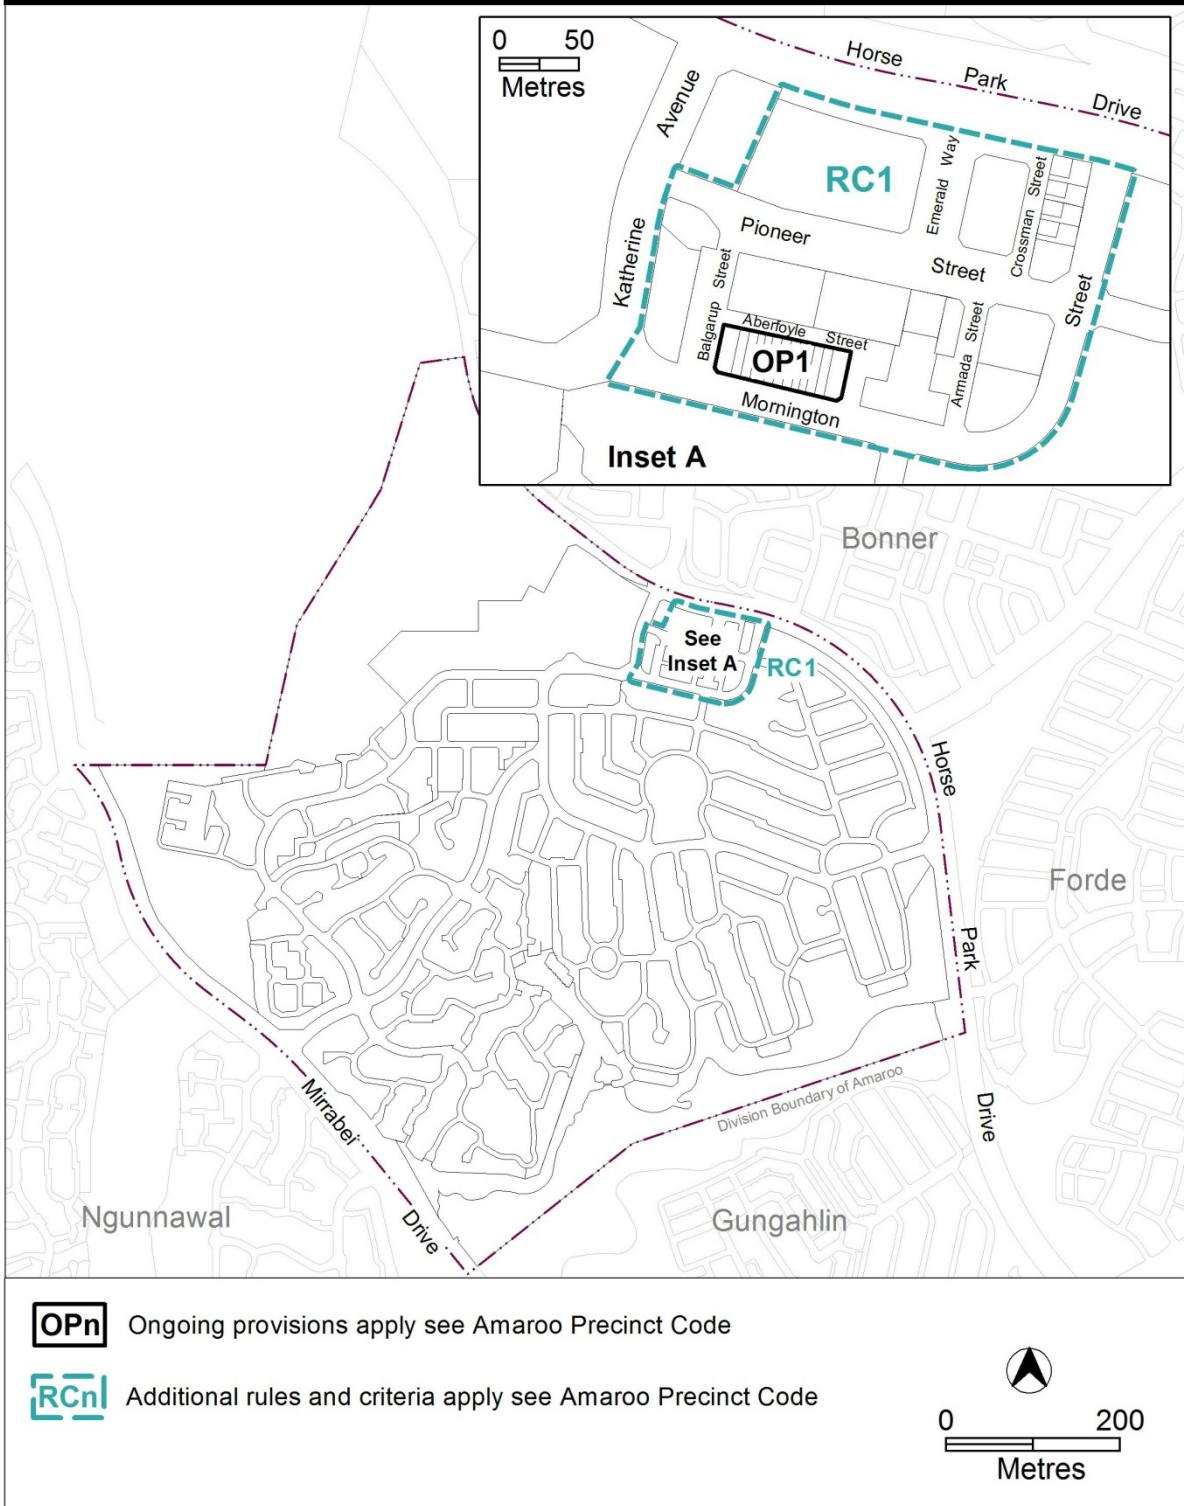 0 50
Metres
Horse Park Drive
Avenue
Katherine
RC1
Emerald Way
Crossman Street
Pioneer Street
Street
Balgarup Street
Aberfoyle Street
OP1
Armada Street
Mornington
Inset A
Bonner
See
Inset A
RC1
Horse
Park
Drive
Forde
Division Boundary of Amaroo
Mirrabei
Drive
Ngunnawal
Gungahlin
OPn Ongoing provisions apply see Amaroo Precinct Code
RCn Additional rules and criteria apply see Amaroo Precinct Code
0 200
Metres